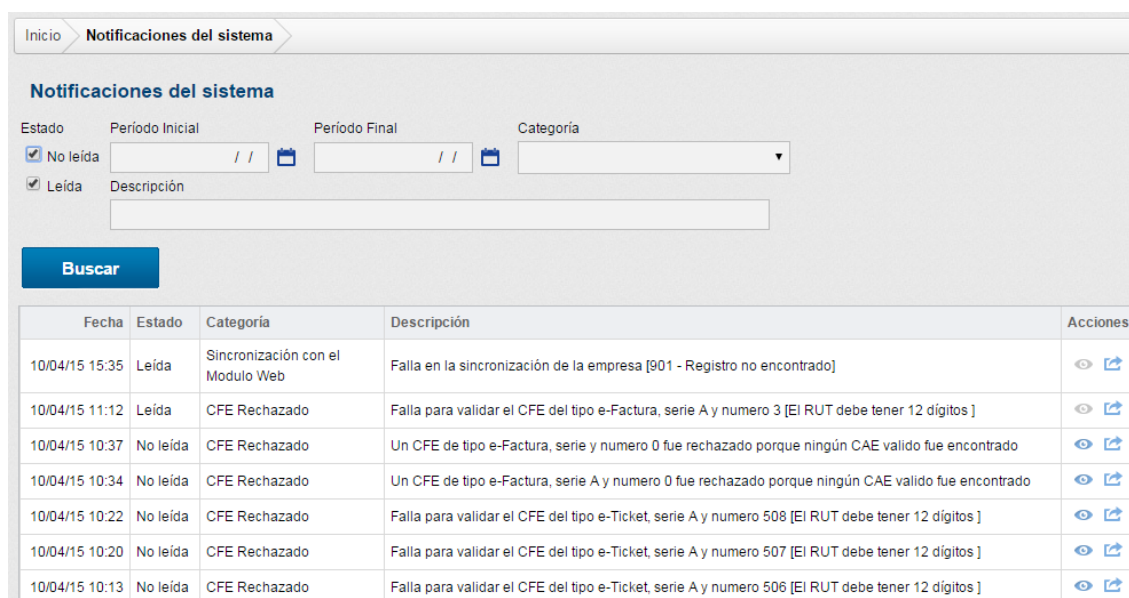 Inicio Notificaciones del sistema
Notificaciones del sistema
Estado Período Inicial Período Final Categoría
No leída / / / /
Leída Descripción
Buscar
Fecha Estado Categoría Descripción Acciones
10/04/15 15:35 Leída Sincronización con el Modulo Web Falla en la sincronización de la empresa [901 - Registro no encontrado]
10/04/15 11:12 Leída CFE Rechazado Falla para validar el CFE del tipo e-Factura, serie A y numero 3 [El RUT debe tener 12 dígitos ]
10/04/15 10:37 No leída CFE Rechazado Un CFE de tipo e-Factura, serie y numero 0 fue rechazado porque ningún CAE valido fue encontrado
10/04/15 10:34 No leída CFE Rechazado Un CFE de tipo e-Factura, serie A y numero 0 fue rechazado porque ningún CAE valido fue encontrado
10/04/15 10:22 No leída CFE Rechazado Falla para validar el CFE del tipo e-Ticket, serie A y numero 508 [El RUT debe tener 12 dígitos ]
10/04/15 10:20 No leída CFE Rechazado Falla para validar el CFE del tipo e-Ticket, serie A y numero 507 [El RUT debe tener 12 dígitos ]
10/04/15 10:13 No leída CFE Rechazado Falla para validar el CFE del tipo e-Ticket, serie A y numero 506 [El RUT debe tener 12 dígitos ]